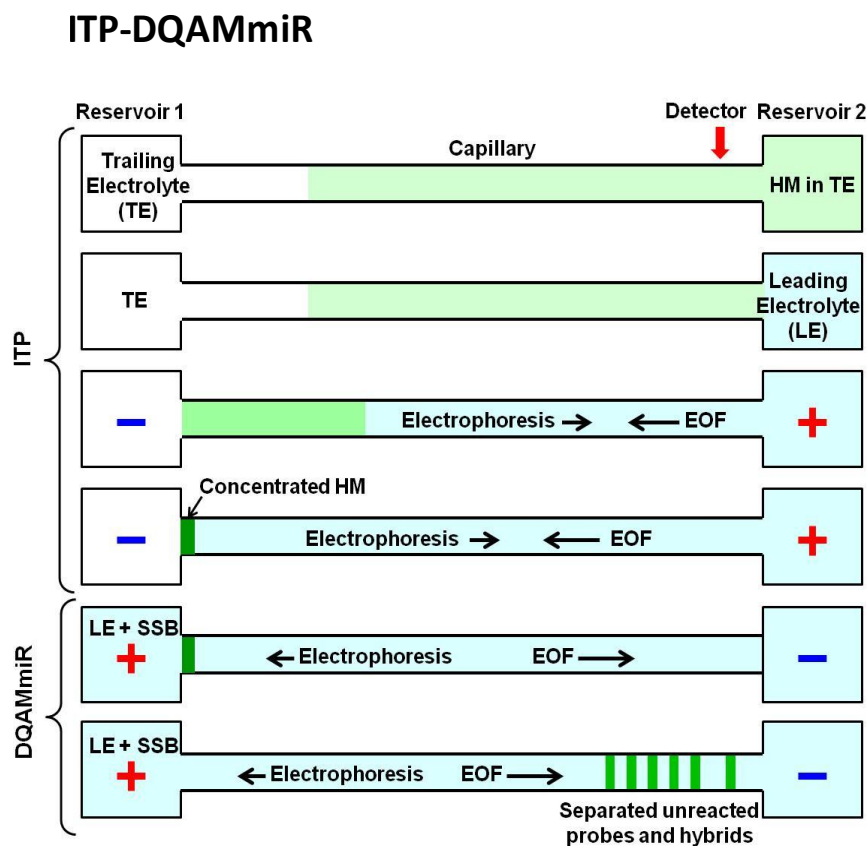 ITP-DQAMmiR
Reservoir 1
Detector
Reservoir 2
Capillary
Trailing
Electrolyte
(TE)
HM in TE
TE
Leading
Electrolyte
(LE)
ITP
−
Electrophoresis
EOF
+
Concentrated HM
−
Electrophoresis
EOF
+
DQAMmiR
LE + SSB
+
Electrophoresis
EOF
−
LE + SSB
+
Electrophoresis
EOF
−
Separated unreacted
probes and hybrids